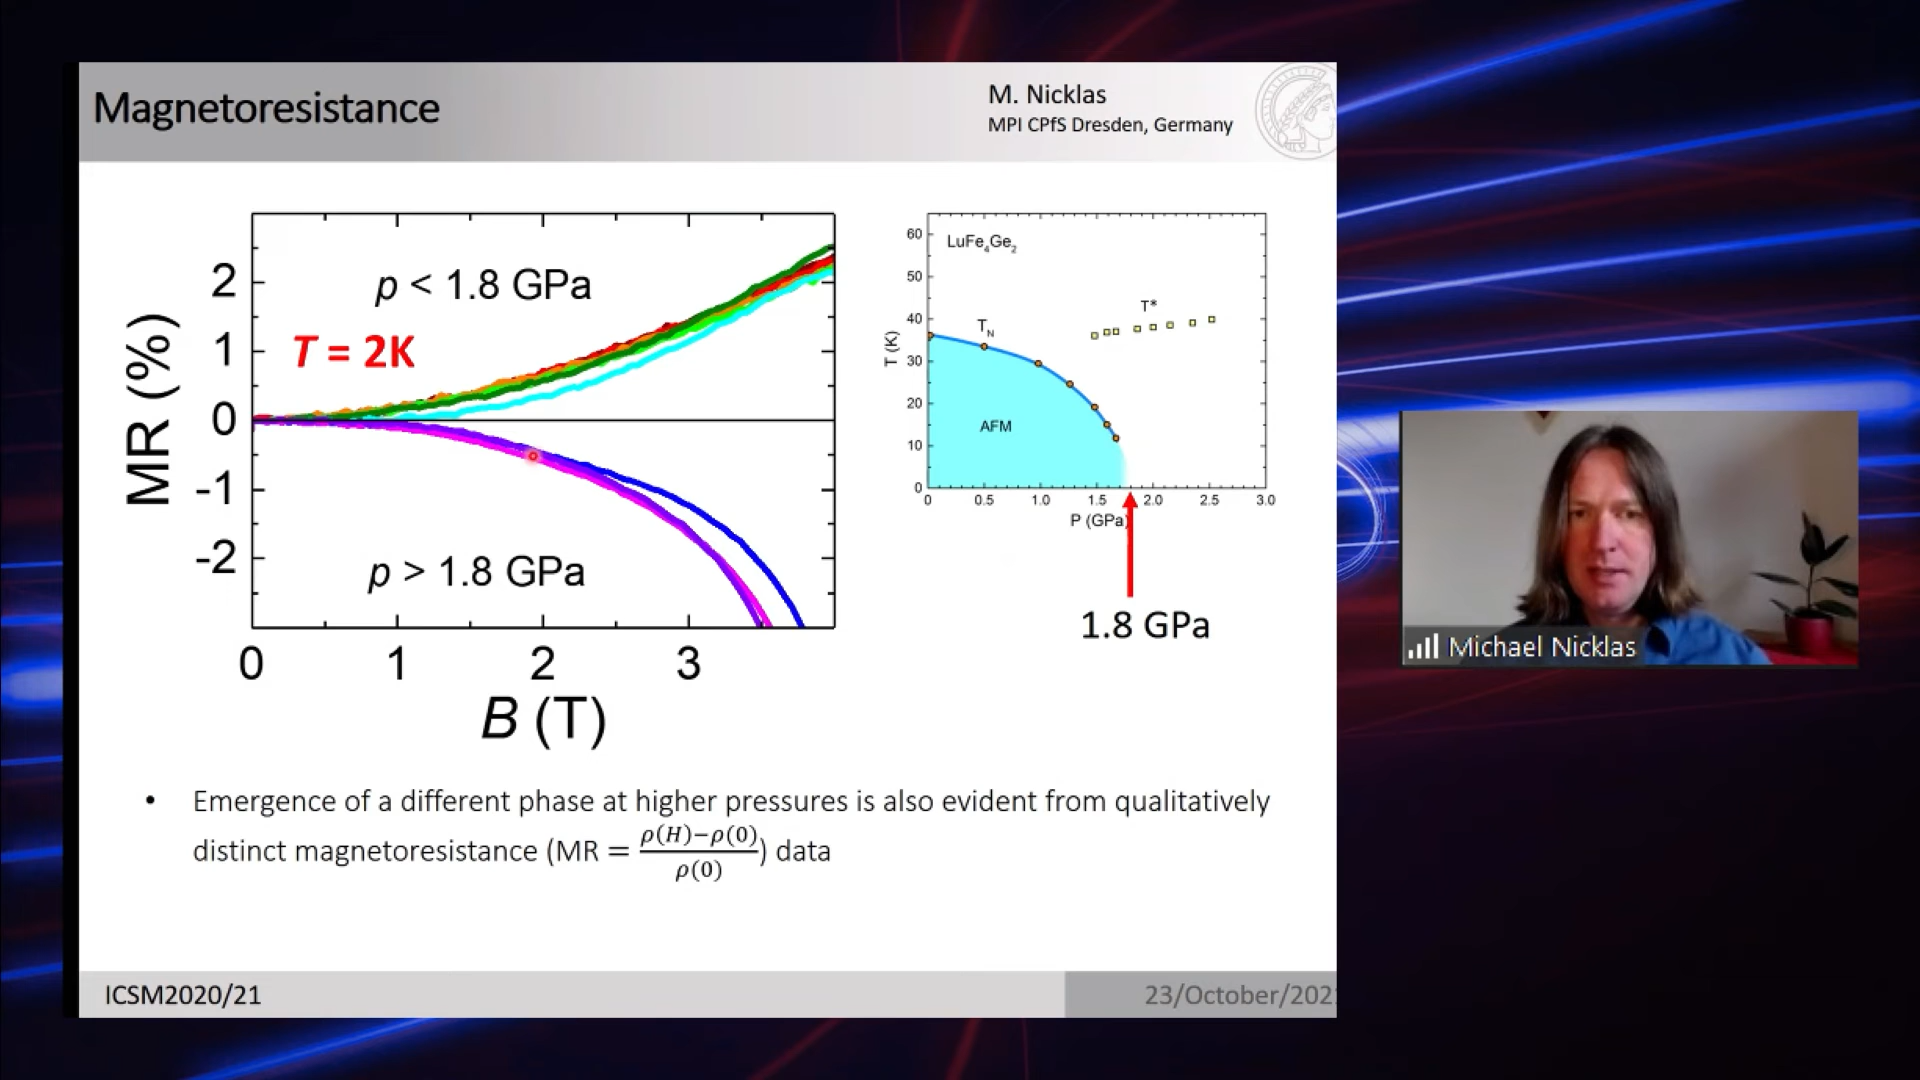 Magnetoresistance
M. Nicklas
MPI CPfS Dresden, Germany
MR (%)
2
1
0
-1
-2
p < 1.8 GPa
T = 2K
p > 1.8 GPa
0 1 2 3
B (T)
T (K)
60
50
40
30
20
10
0
LuFe4Ge2
T*
TN
AFM
0 0.5 1.0 1.5 2.0 2.5 3.0
P (GPa)
1.8 GPa
Michael Nicklas
• Emergence of a different phase at higher pressures is also evident from qualitatively
distinct magnetoresistance (MR = ρ(H)−ρ(0)/ρ(0)) data
ICSM2020/21
23/October/202